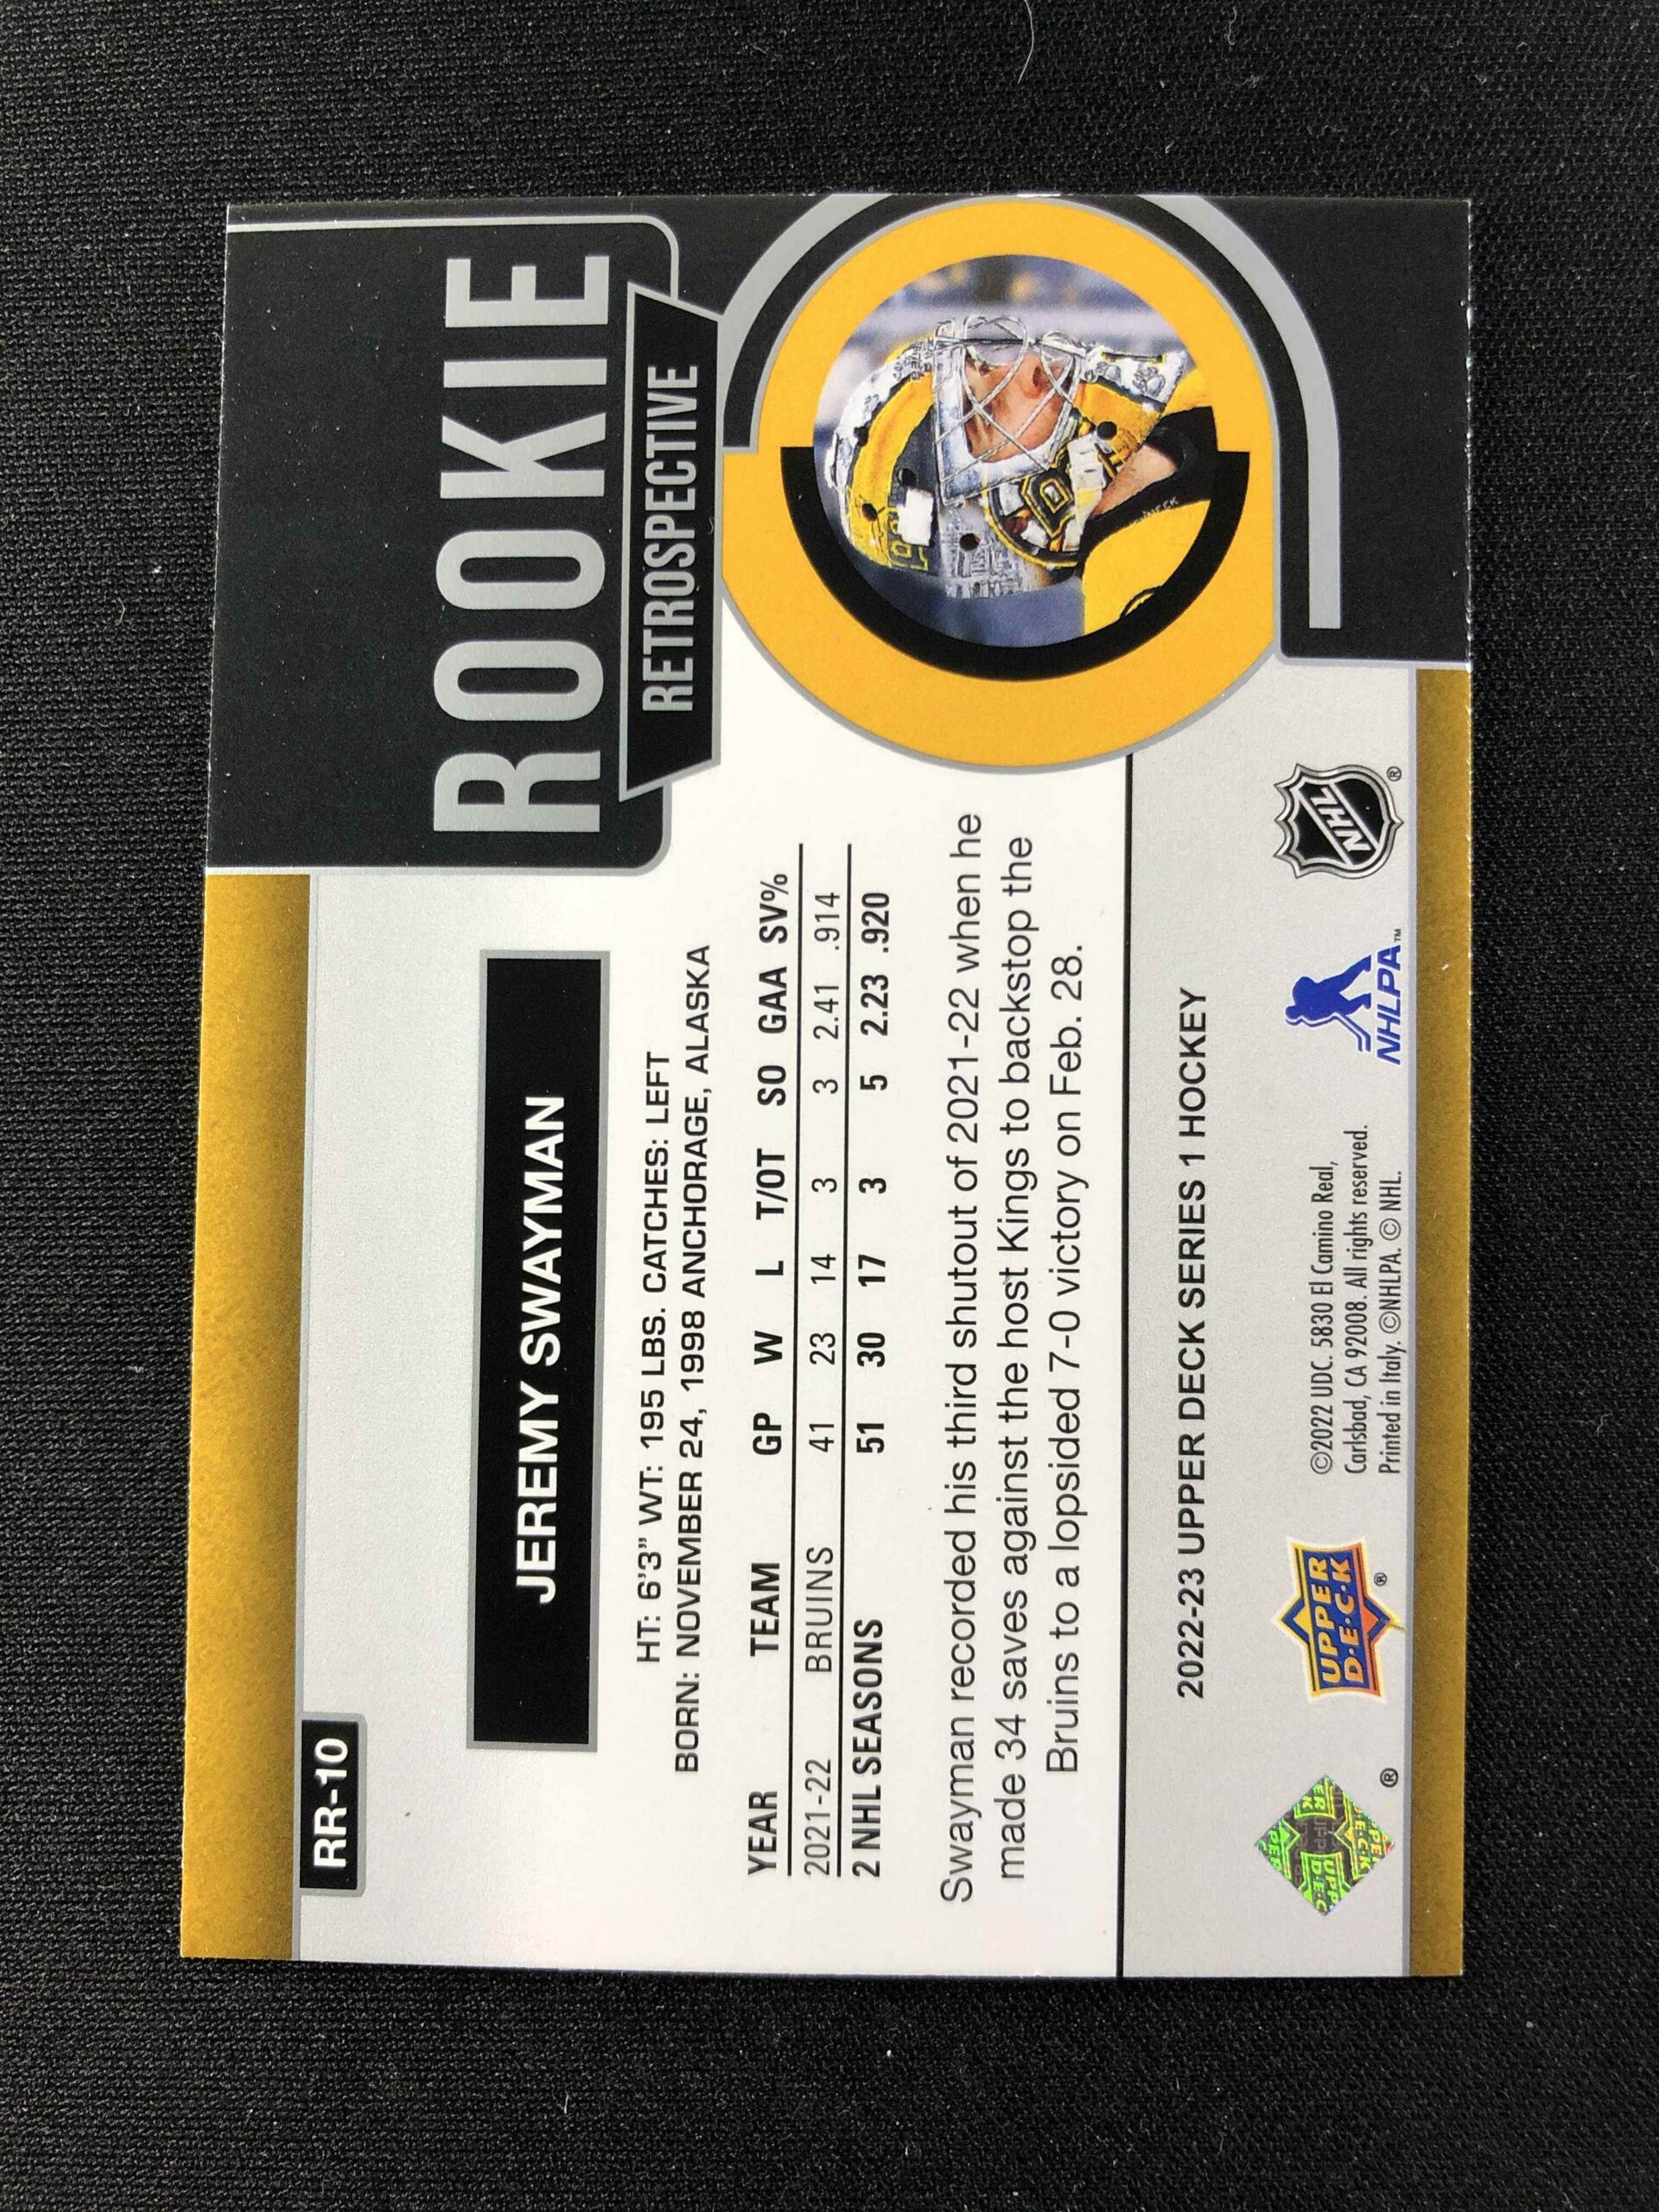 RR-10
ROOKIE
RETROSPECTIVE
JEREMY SWAYMAN
HT: 6'3" WT: 195 LBS. CATCHES: LEFT
BORN: NOVEMBER 24, 1998 ANCHORAGE, ALASKA
YEAR TEAM GP W L T/OT SO GAA SV%
2021-22 BRUINS 41 23 14 3 3 2.41 .914
2 NHL SEASONS 51 30 17 3 5 2.23 .920
Swayman recorded his third shutout of 2021-22 when he
made 34 saves against the host Kings to backstop the
Bruins to a lopsided 7-0 victory on Feb. 28.
2022-23 UPPER DECK SERIES 1 HOCKEY
®
UPPER
D·E·C·K
®
©2022 UDC. 5830 El Camino Real,
Carlsbad, CA 92008. All rights reserved.
Printed in Italy. ©NHLPA. © NHL.
NHLPA™
NHL
®